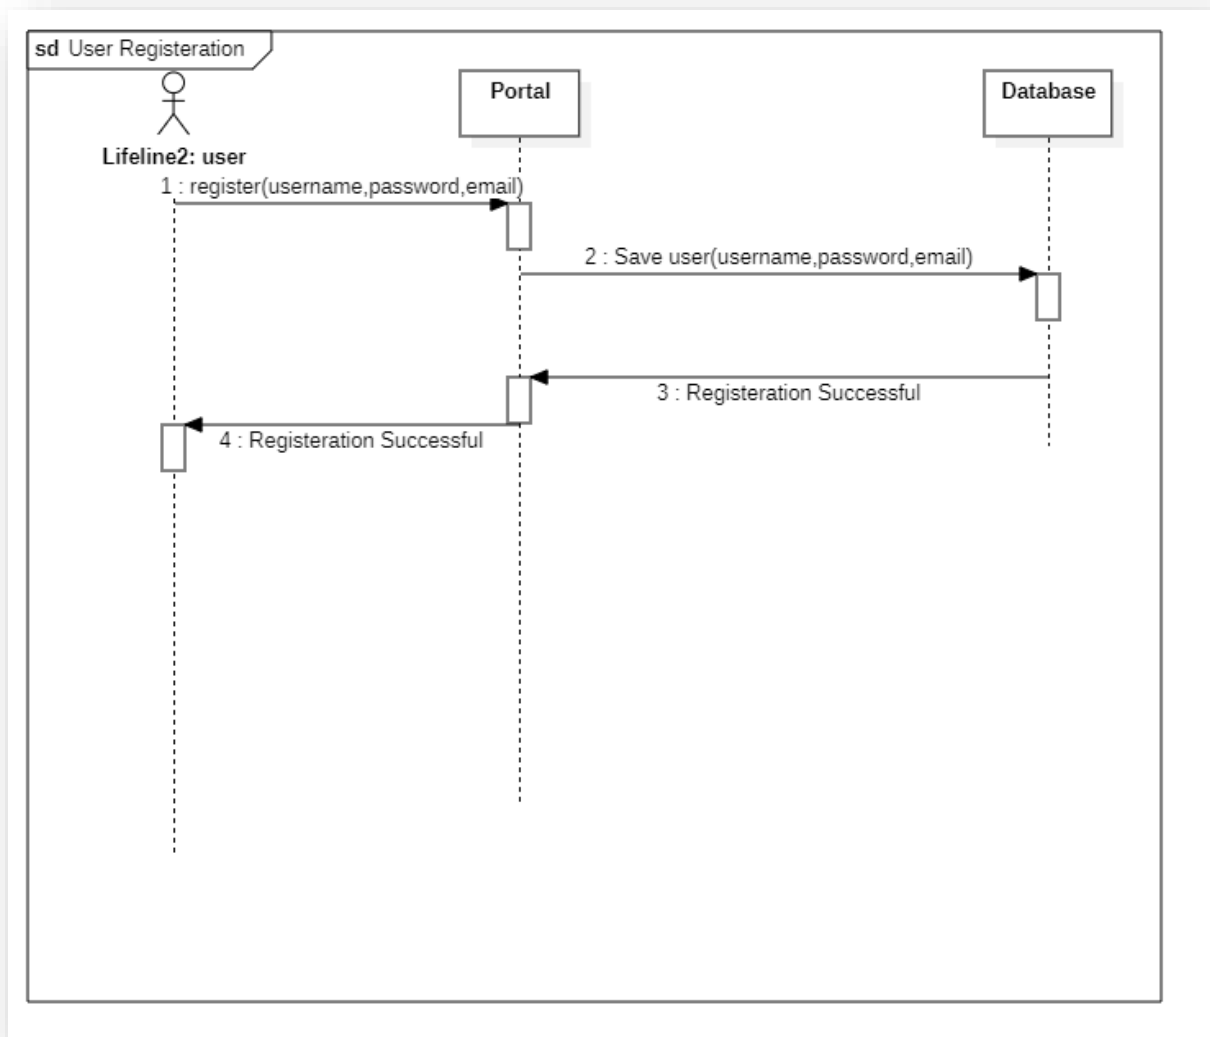 sd User Registeration
Portal
Database
Lifeline2: user
1 : register(username,password,email)
2 : Save user(username,password,email)
3 : Registeration Successful
4 : Registeration Successful